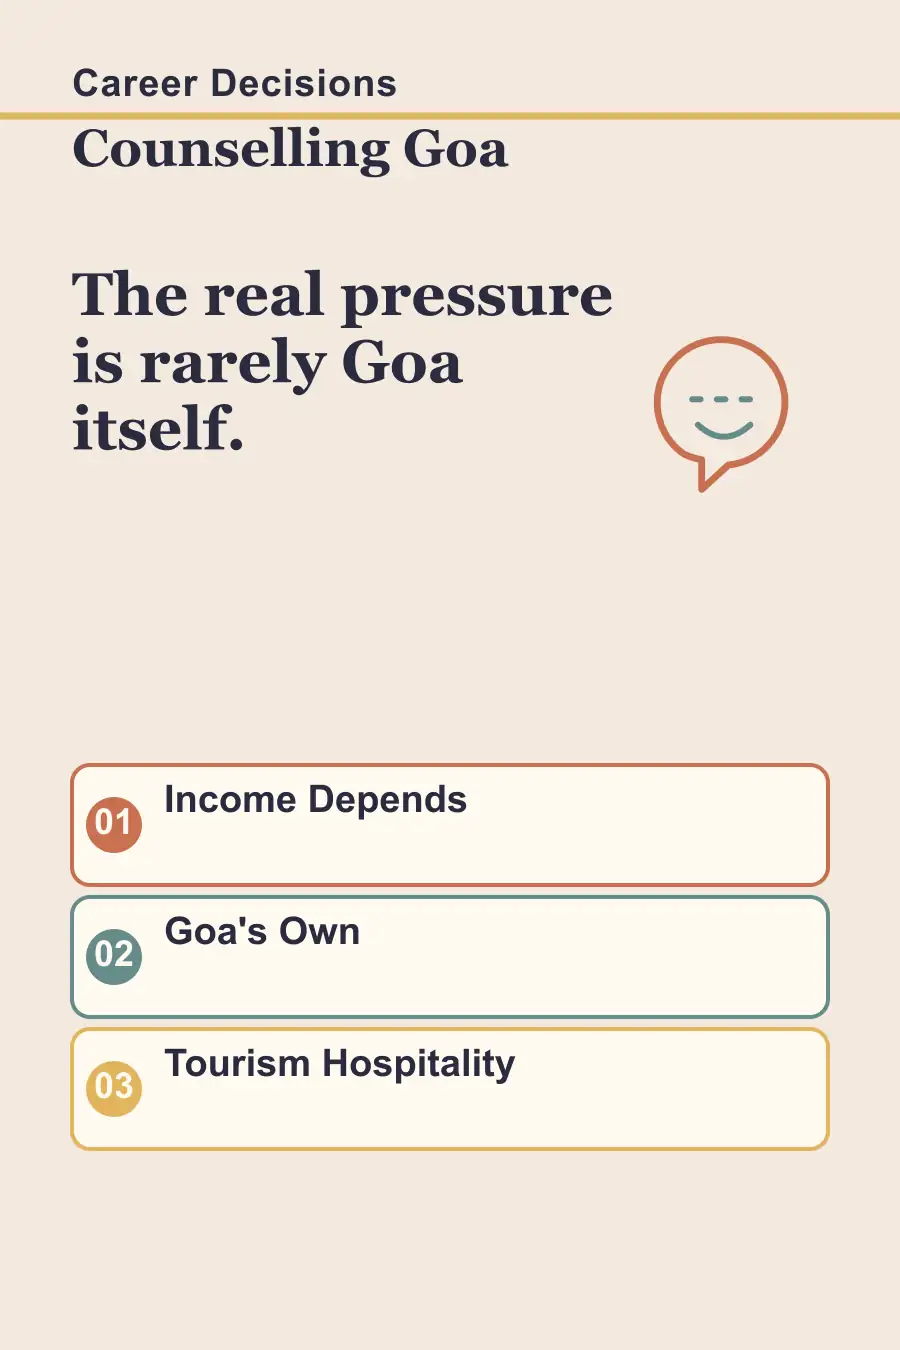 Career Decisions
Counselling Goa
The real pressure
is rarely Goa
itself.
01
Income Depends
02
Goa's Own
03
Tourism Hospitality